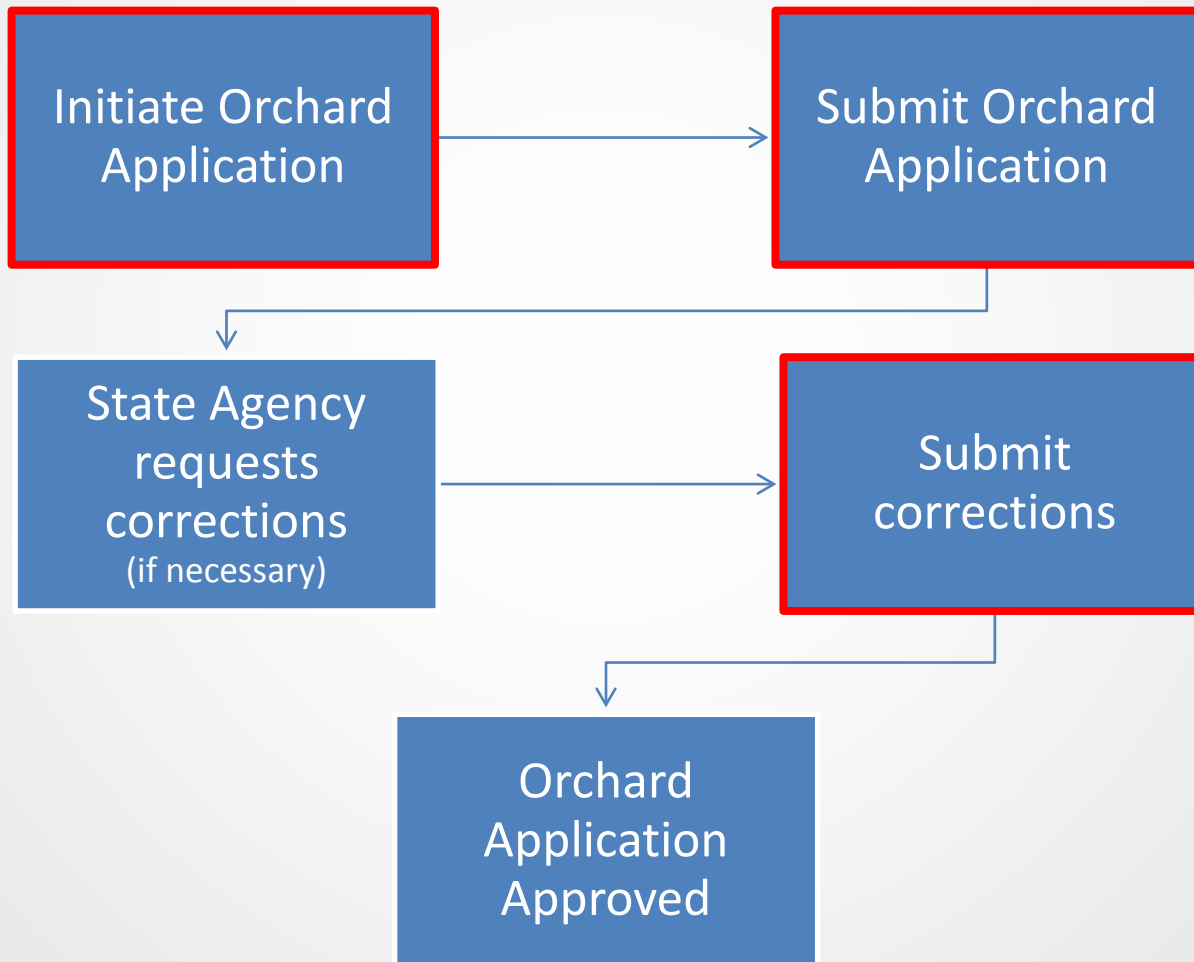 Initiate Orchard
Application
Submit Orchard
Application
State Agency
requests
corrections
(if necessary)
Submit
corrections
Orchard
Application
Approved